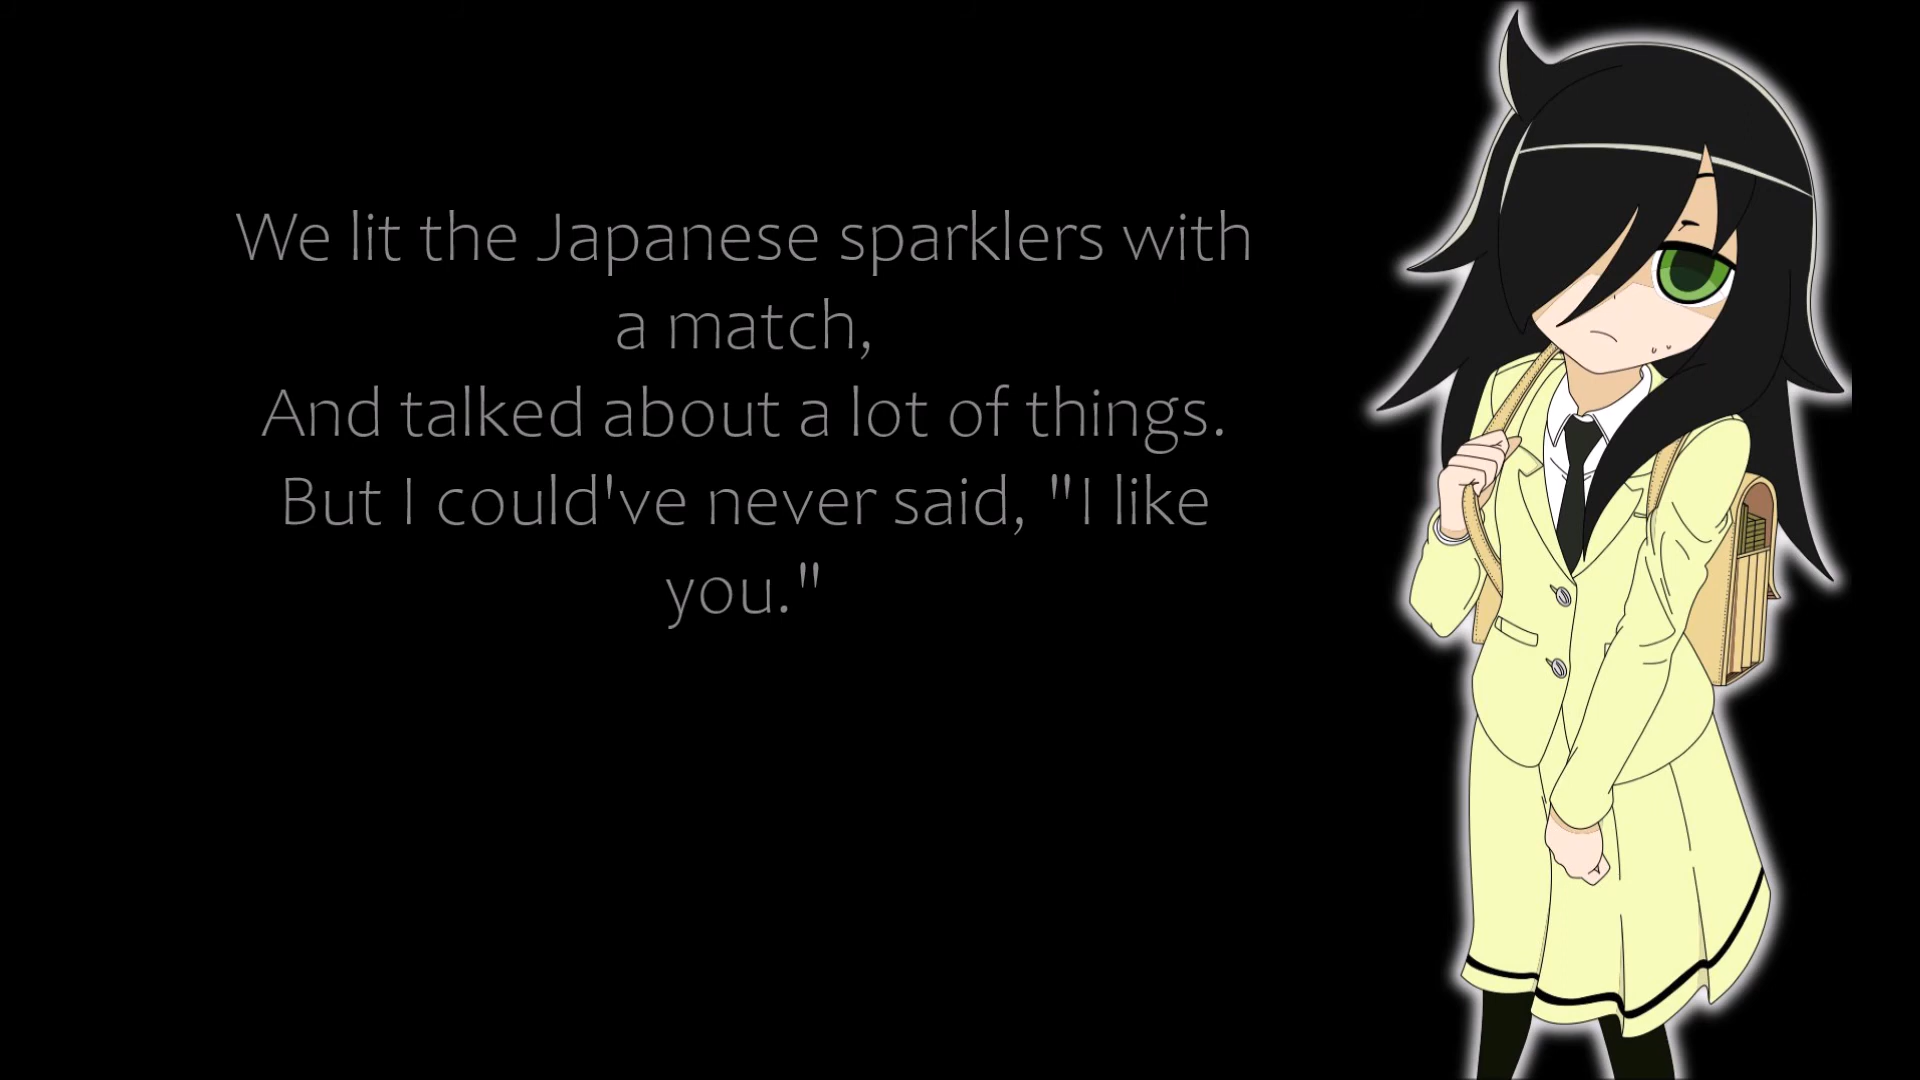 We lit the Japanese sparklers with
a match,
And talked about a lot of things.
But I could've never said, "I like
you."